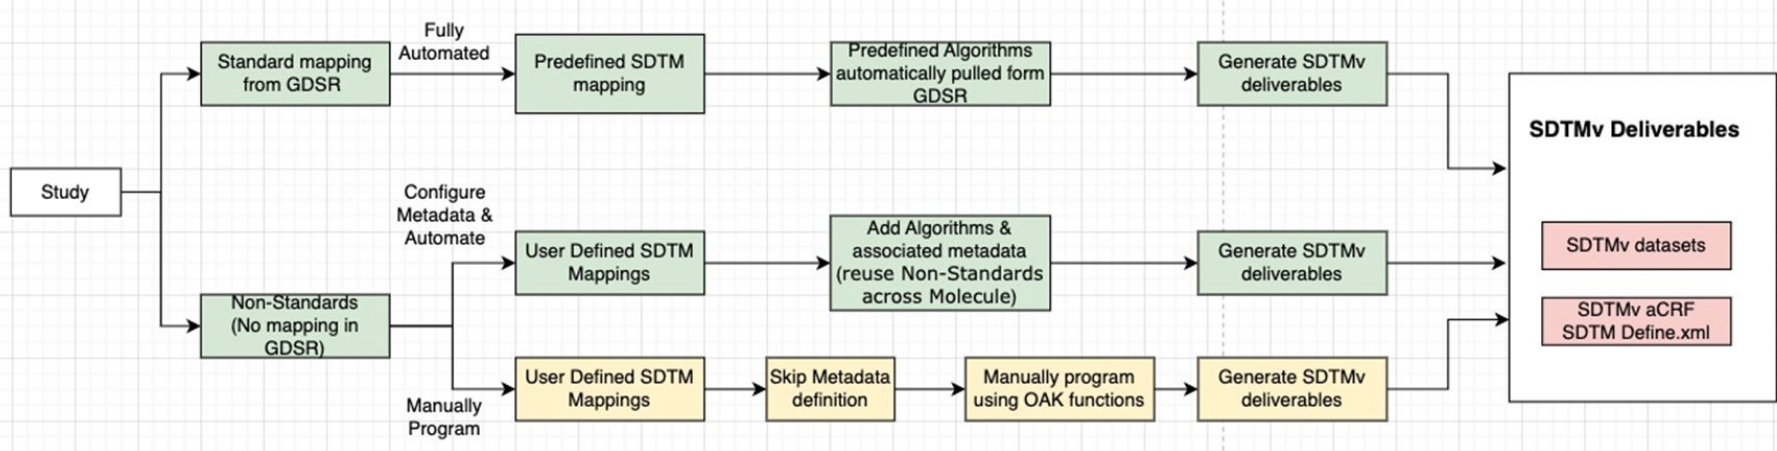 Study
Standard mapping
from GDSR
Fully
Automated
Predefined SDTM
mapping
Predefined Algorithms
automatically pulled form
GDSR
Generate SDTMv
deliverables
Non-Standards
(No mapping in
GDSR)
Configure
Metadata &
Automate
User Defined SDTM
Mappings
Add Algorithms &
associated metadata
(reuse Non-Standards
across Molecule)
Generate SDTMv
deliverables
Manually
Program
User Defined SDTM
Mappings
Skip Metadata
definition
Manually program
using OAK functions
Generate SDTMv
deliverables
SDTMv Deliverables
SDTMv datasets
SDTMv aCRF
SDTM Define.xml